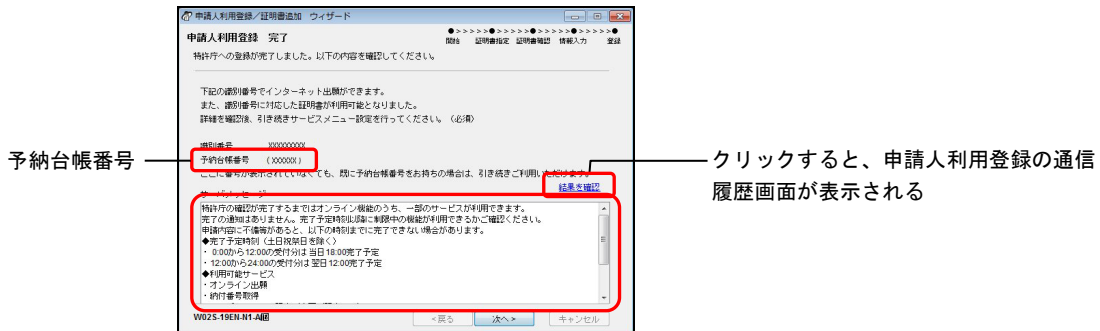 申請人利用登録／証明書追加　ウィザード
申請人利用登録　完了
●>>>>>●>>>>>●>>>>>●>>>>>●
開始　証明書指定　証明書確認　情報入力　登録
特許庁への登録が完了しました。以下の内容を確認してください。
下記の識別番号でインターネット出願ができます。
また、識別番号に対応した証明書が利用可能となりました。
詳細を確認後、引き続きサービスメニュー設定を行ってください。（必須）
識別番号　XXXXXXXXX
予納台帳番号　（XXXXXX）
予納台帳番号
クリックすると、申請人利用登録の通信
履歴画面が表示される
ここに番号が表示されていなくても、既に予納台帳番号をお持ちの場合は、引き続きご利用いただけます。
結果を確認
サービスメッセージ
特許庁の確認が完了するまではオンライン機能のうち、一部のサービスが利用できます。
完了の通知はありません。完了予定時刻以降に制限中の機能が利用できるかご確認ください。
申請内容に不備等があると、以下の時刻までに完了できない場合があります。
◆完了予定時刻（土日祝祭日を除く）
・ 0:00から12:00の受付分は当日18:00完了予定
・ 12:00から24:00の受付分は翌日12:00完了予定
◆利用可能サービス
・オンライン出願
・納付番号取得
W02S-19EN-N1-A図
<戻る　次へ>　キャンセル